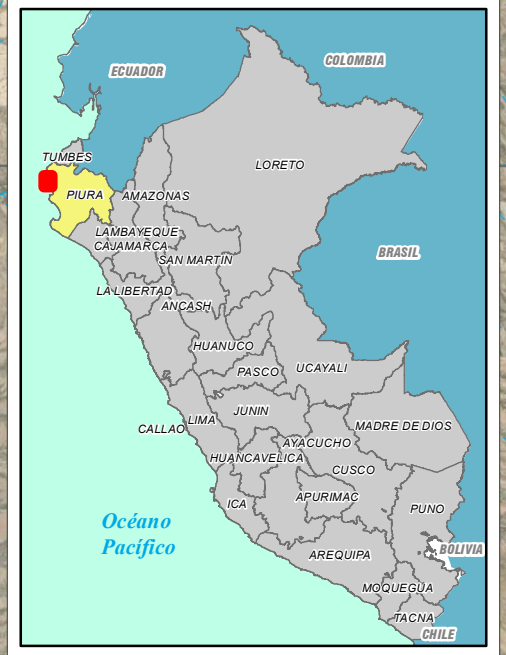 COLOMBIA
ECUADOR
TUMBES
LORETO
PIURA
AMAZONAS
LAMBAYEQUE
CAJAMARCA
BRASIL
SAN MARTÍN
LA LIBERTAD
ANCASH
HUANUCO
PASCO
UCAYALI
JUNIN
LIMA
CALLAO
MADRE DE DIOS
AYACUCHO
HUANCAVELICA
CUSCO
APURIMAC
ICA
PUNO
Océano
Pacífico
BOLIVIA
AREQUIPA
MOQUEGUA
TACNA
CHILE